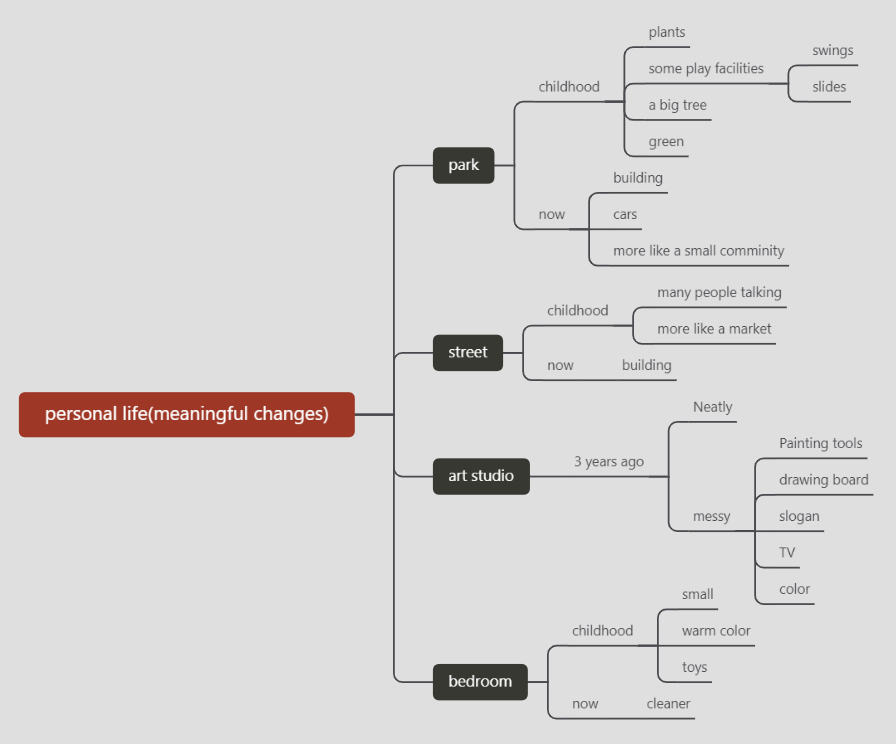 personal life(meaningful changes)
park
childhood
plants
some play facilities
swings
slides
a big tree
green
now
building
cars
more like a small comminity
street
childhood
many people talking
more like a market
now
building
art studio
3 years ago
Neatly
messy
Painting tools
drawing board
slogan
TV
color
bedroom
childhood
small
warm color
toys
now
cleaner